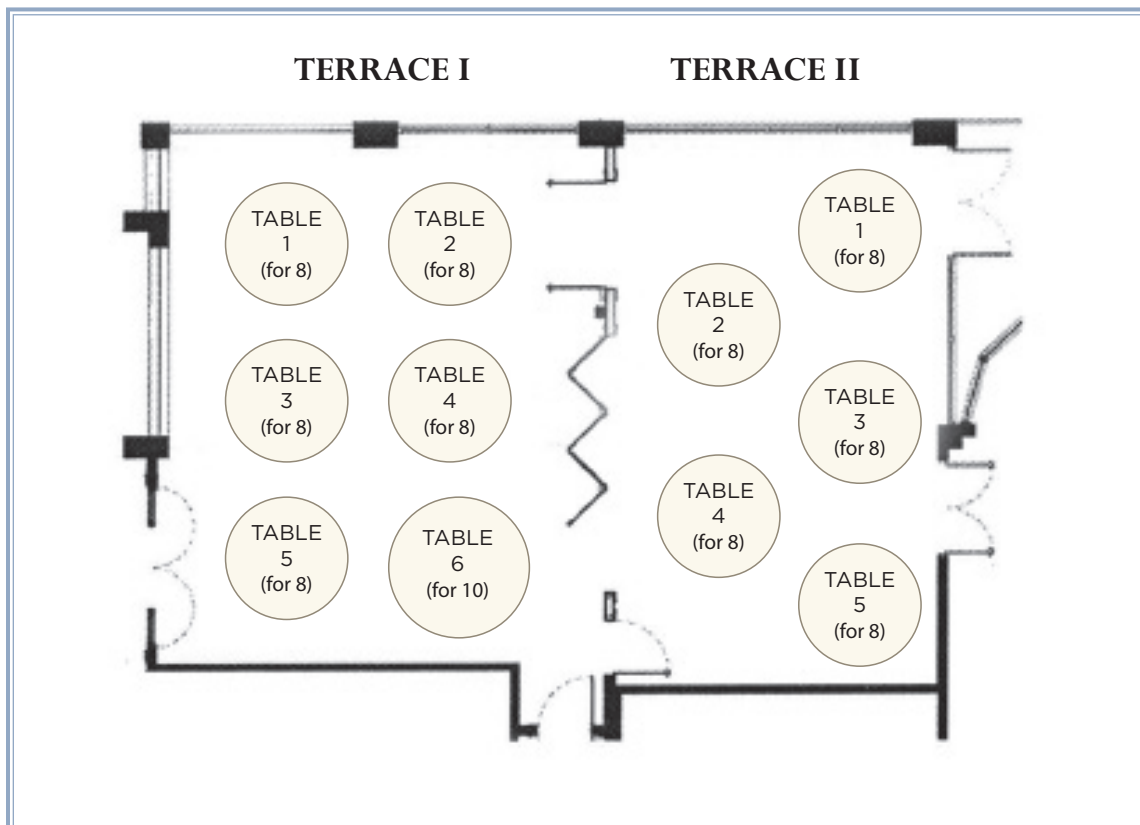 TERRACE I
TERRACE II
TABLE
1
(for 8)
TABLE
2
(for 8)
TABLE
3
(for 8)
TABLE
4
(for 8)
TABLE
5
(for 8)
TABLE
6
(for 10)
TABLE
1
(for 8)
TABLE
2
(for 8)
TABLE
3
(for 8)
TABLE
4
(for 8)
TABLE
5
(for 8)